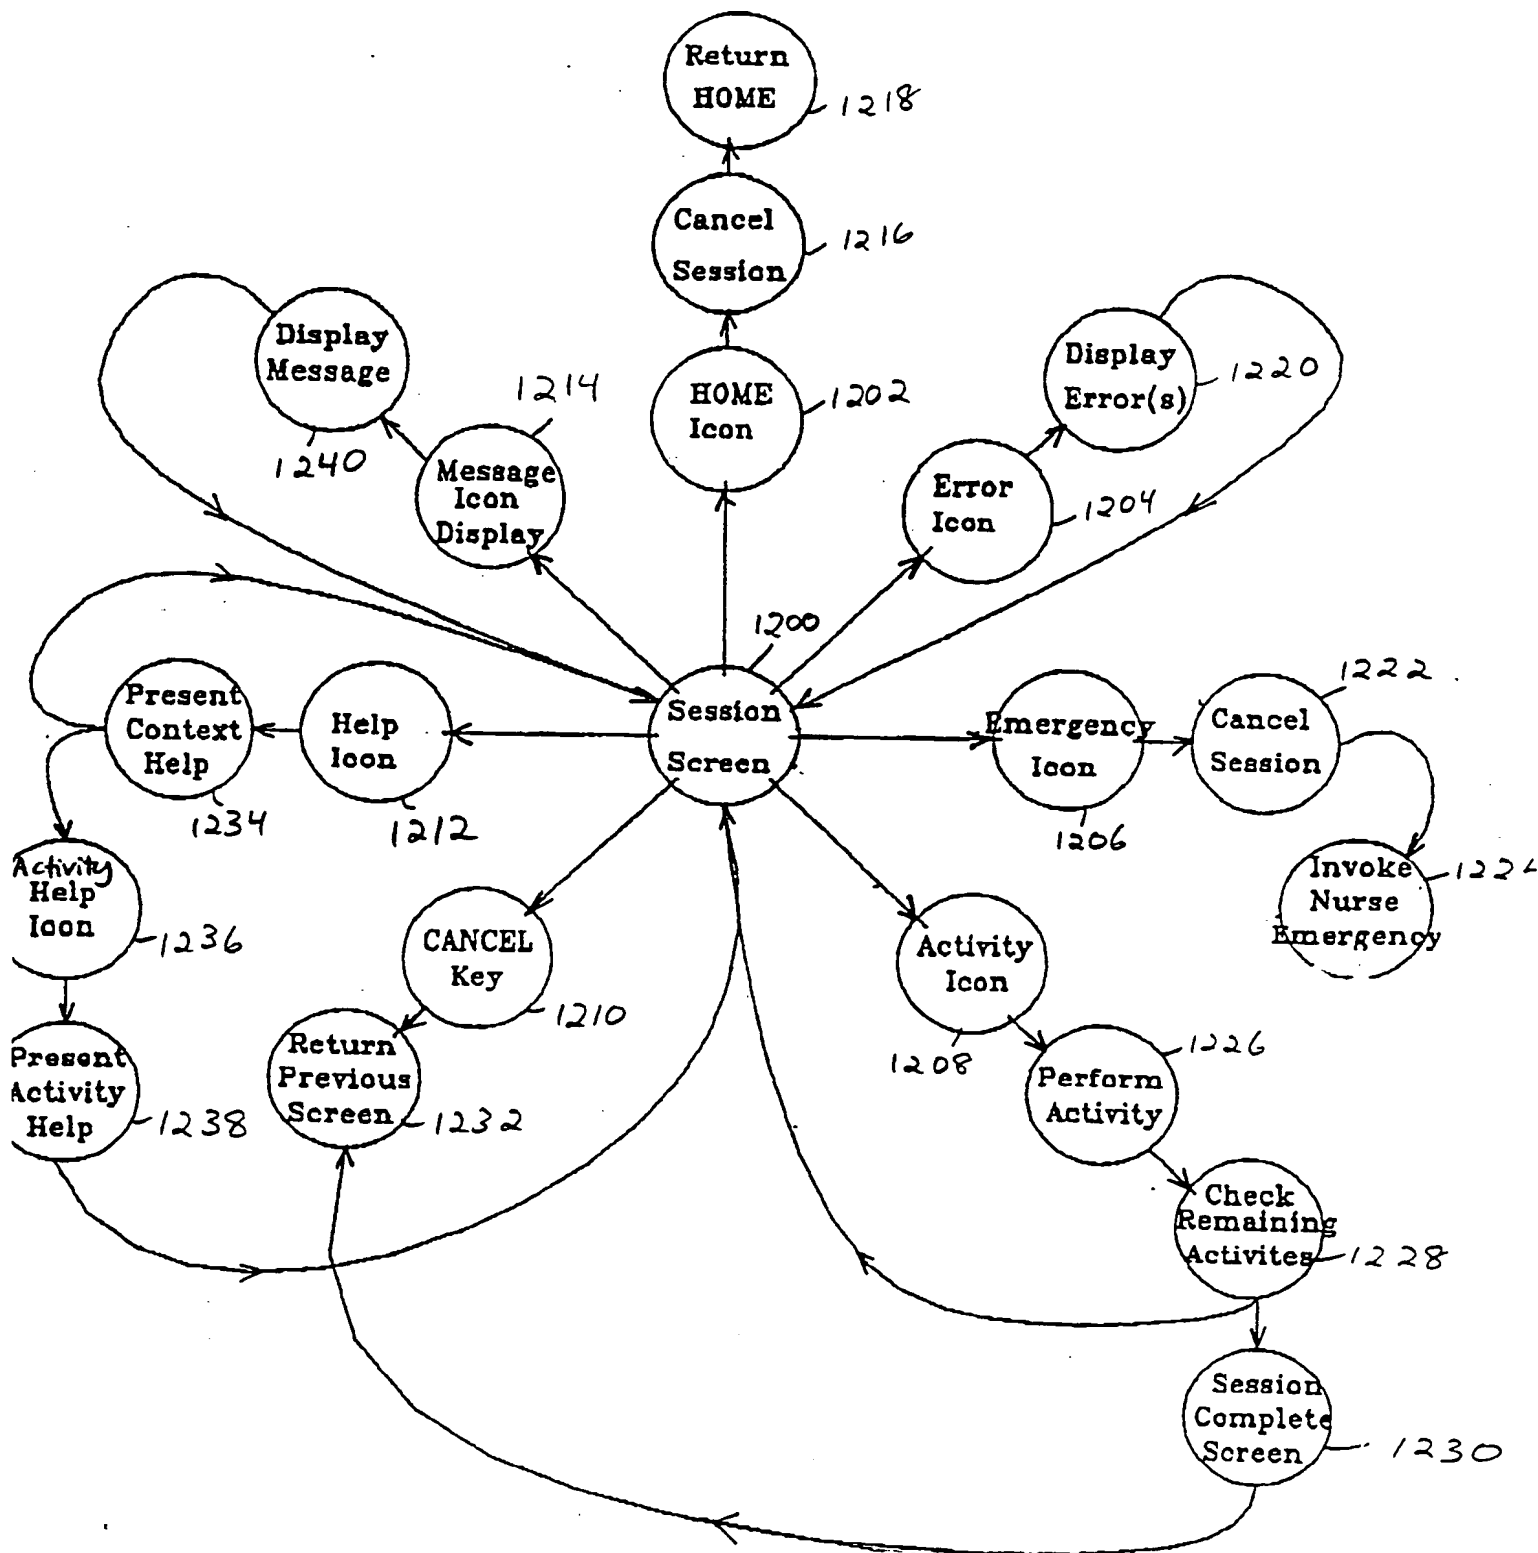 Return
HOME
1218
Cancel
Session
1216
HOME
Icon
1202
Display
Message
1240
Message
Icon
Display
1214
Display
Error(s)
1220
Error
Icon
1204
Session
Screen
1200
Present
Context
Help
1234
Help
Icon
1212
Emergency
Icon
1206
Cancel
Session
1222
Invoke
Nurse
Emergency
Activity
Help
Icon
1236
Present
Activity
Help
1238
CANCEL
Key
1210
Return
Previous
Screen
1232
Activity
Icon
1208
Perform
Activity
1226
Check
Remaining
Activites
1228
Session
Complete
Screen
1230